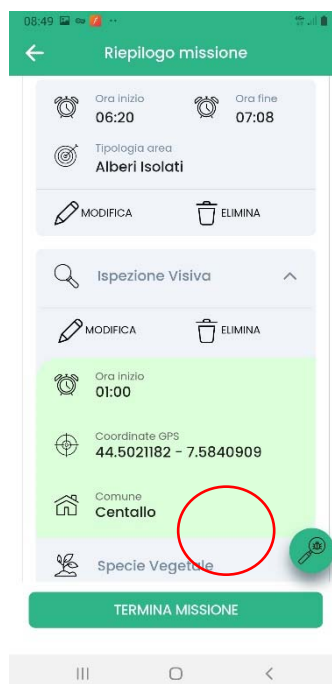 08:49
Riepilogo missione
Ora inizio Ora fine
06:20 07:08
Tipologia area
Alberi Isolati
MODIFICA ELIMINA
Ispezione Visiva
MODIFICA ELIMINA
Ora inizio
01:00
Coordinate GPS
44.5021182 - 7.5840909
Comune
Centallo
Specie Vegetale
TERMINA MISSIONE